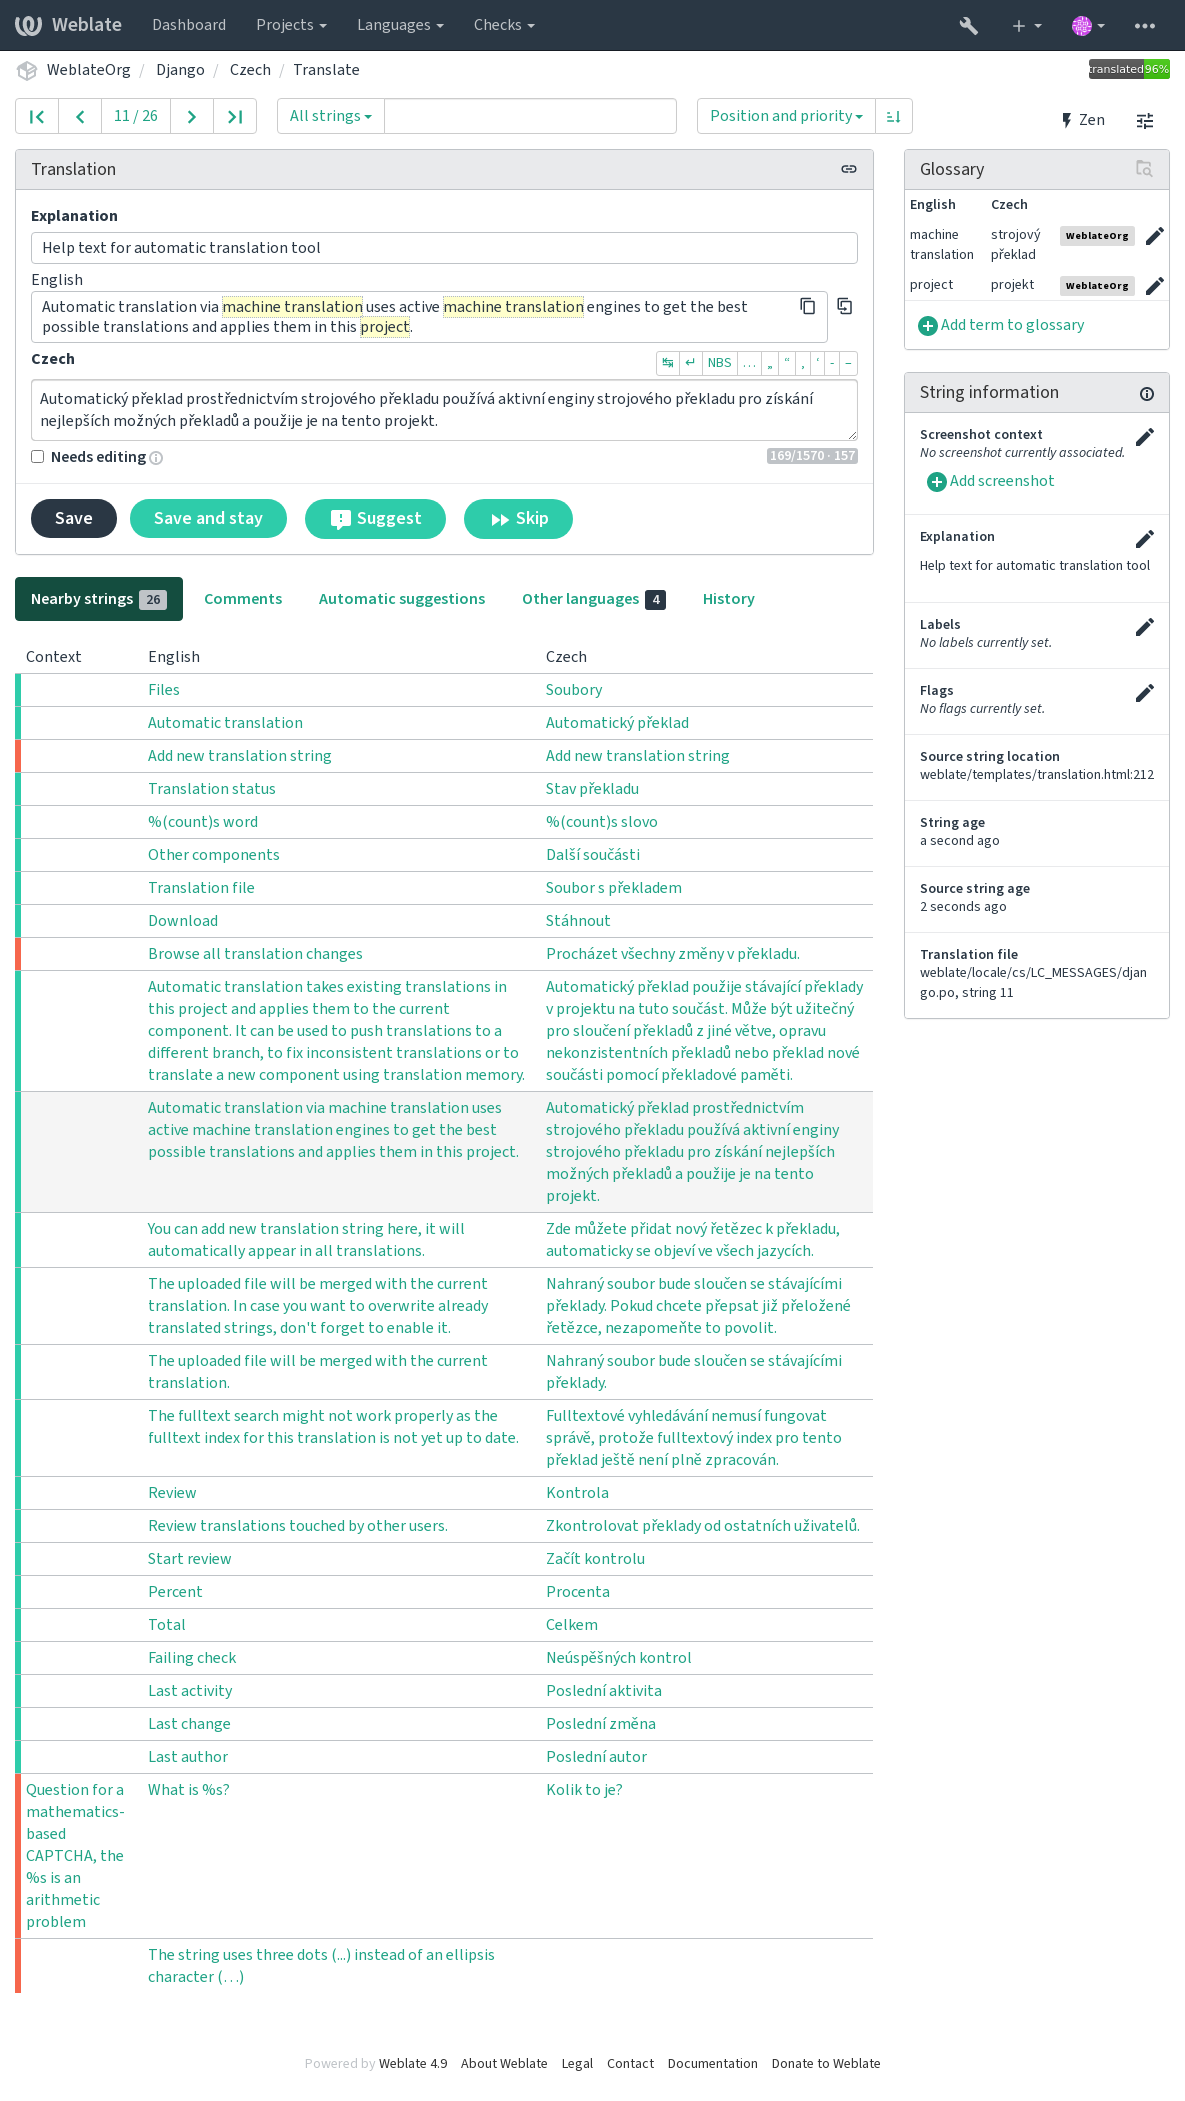 Weblate Dashboard Projects Languages Checks
WeblateOrg / Django / Czech / Translate
translated 96%
11 / 26
All strings
Position and priority
Zen
Translation
Explanation
Help text for automatic translation tool
English
Automatic translation via machine translation uses active machine translation engines to get the best
possible translations and applies them in this project.
Czech
↹ ↵ NBS … „ “ ‚ ‘ - –
Automatický překlad prostřednictvím strojového překladu používá aktivní enginy strojového překladu pro získání
nejlepších možných překladů a použije je na tento projekt.
Needs editing
169/1570 · 157
Save
Save and stay
Suggest
Skip
Glossary
English Czech
machine
translation
strojový
překlad
WeblateOrg
project projekt WeblateOrg
Add term to glossary
String information
Screenshot context
No screenshot currently associated.
Add screenshot
Explanation
Help text for automatic translation tool
Labels
No labels currently set.
Flags
No flags currently set.
Source string location
weblate/templates/translation.html:212
String age
a second ago
Source string age
2 seconds ago
Translation file
weblate/locale/cs/LC_MESSAGES/djan
go.po, string 11
Nearby strings 26
Comments
Automatic suggestions
Other languages 4
History
Context English Czech
Files
Soubory
Automatic translation
Automatický překlad
Add new translation string
Add new translation string
Translation status
Stav překladu
%(count)s word
%(count)s slovo
Other components
Další součásti
Translation file
Soubor s překladem
Download
Stáhnout
Browse all translation changes
Procházet všechny změny v překladu.
Automatic translation takes existing translations in
this project and applies them to the current
component. It can be used to push translations to a
different branch, to fix inconsistent translations or to
translate a new component using translation memory.
Automatický překlad použije stávající překlady
v projektu na tuto součást. Může být užitečný
pro sloučení překladů z jiné větve, opravu
nekonzistentních překladů nebo překlad nové
součásti pomocí překladové paměti.
Automatic translation via machine translation uses
active machine translation engines to get the best
possible translations and applies them in this project.
Automatický překlad prostřednictvím
strojového překladu používá aktivní enginy
strojového překladu pro získání nejlepších
možných překladů a použije je na tento
projekt.
You can add new translation string here, it will
automatically appear in all translations.
Zde můžete přidat nový řetězec k překladu,
automaticky se objeví ve všech jazycích.
The uploaded file will be merged with the current
translation. In case you want to overwrite already
translated strings, don't forget to enable it.
Nahraný soubor bude sloučen se stávajícími
překlady. Pokud chcete přepsat již přeložené
řetězce, nezapomeňte to povolit.
The uploaded file will be merged with the current
translation.
Nahraný soubor bude sloučen se stávajícími
překlady.
The fulltext search might not work properly as the
fulltext index for this translation is not yet up to date.
Fulltextové vyhledávání nemusí fungovat
správě, protože fulltextový index pro tento
překlad ještě není plně zpracován.
Review
Kontrola
Review translations touched by other users.
Zkontrolovat překlady od ostatních uživatelů.
Start review
Začít kontrolu
Percent
Procenta
Total
Celkem
Failing check
Neúspěšných kontrol
Last activity
Poslední aktivita
Last change
Poslední změna
Last author
Poslední autor
Question for a
mathematics-
based
CAPTCHA, the
%s is an
arithmetic
problem
What is %s?
Kolik to je?
The string uses three dots (...) instead of an ellipsis
character (…)
Powered by Weblate 4.9 About Weblate Legal Contact Documentation Donate to Weblate